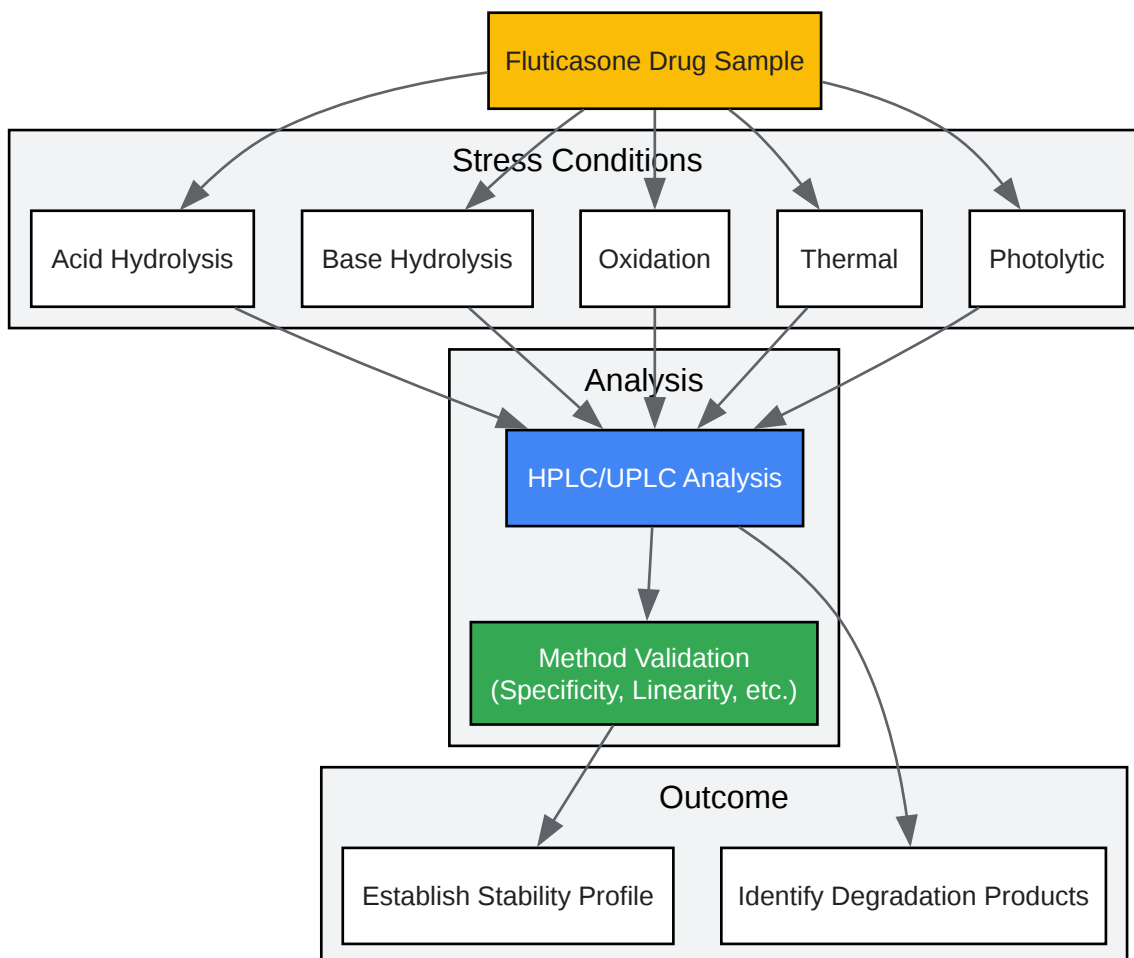 Fluticasone Drug Sample
Stress Conditions
Acid Hydrolysis
Base Hydrolysis
Oxidation
Thermal
Photolytic
Analysis
HPLC/UPLC Analysis
Method Validation
(Specificity, Linearity, etc.)
Outcome
Establish Stability Profile
Identify Degradation Products